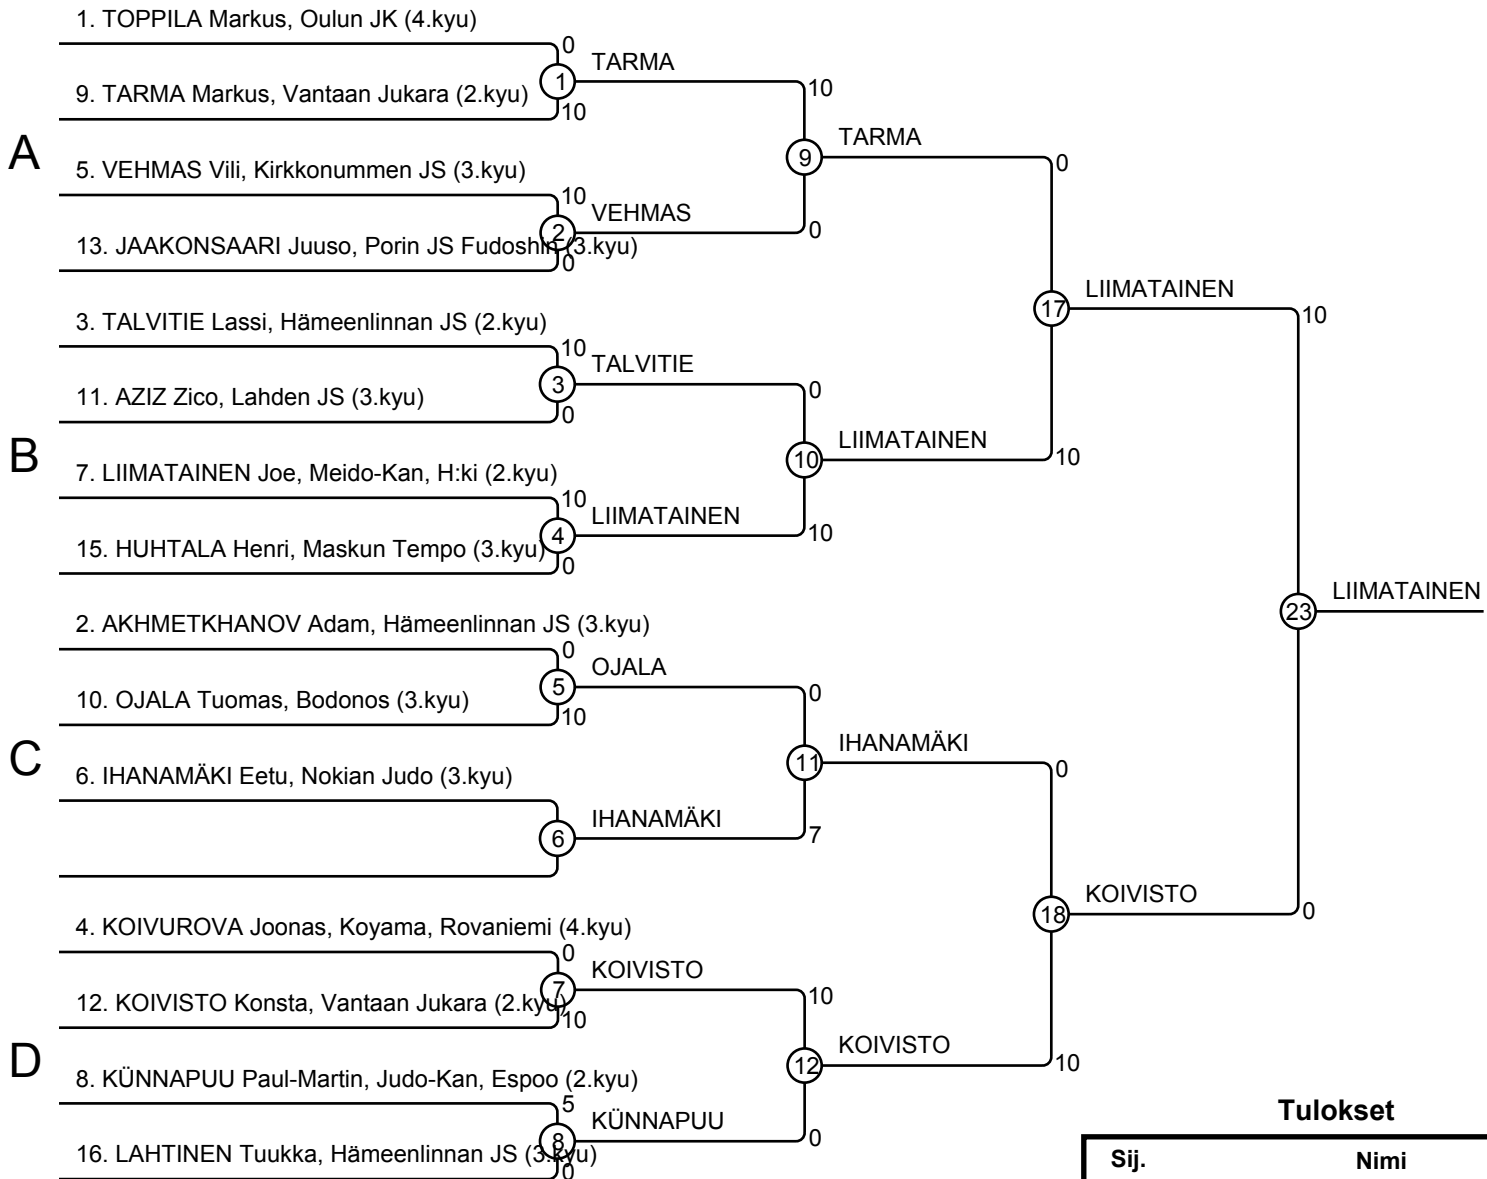 1. TOPPILA Markus, Oulun JK (4.kyu)
0
TARMA
1
10
9. TARMA Markus, Vantaan Jukara (2.kyu)
10
A
TARMA
9
0
5. VEHMAS Vili, Kirkkonummen JS (3.kyu)
10
VEHMAS
2
0
13. JAAKONSAARI Juuso, Porin JS Fudoshin (3.kyu)
0
LIIMATAINEN
17
10
3. TALVITIE Lassi, Hämeenlinnan JS (2.kyu)
10
TALVITIE
3
0
11. AZIZ Zico, Lahden JS (3.kyu)
0
B
LIIMATAINEN
10
10
7. LIIMATAINEN Joe, Meido-Kan, H:ki (2.kyu)
10
LIIMATAINEN
4
10
15. HUHTALA Henri, Maskun Tempo (3.kyu)
0
LIIMATAINEN
23
2. AKHMETKHANOV Adam, Hämeenlinnan JS (3.kyu)
0
OJALA
5
0
10. OJALA Tuomas, Bodonos (3.kyu)
10
C
IHANAMÄKI
11
0
6. IHANAMÄKI Eetu, Nokian Judo (3.kyu)
IHANAMÄKI
6
7
KOIVISTO
18
0
4. KOIVUROVA Joonas, Koyama, Rovaniemi (4.kyu)
0
KOIVISTO
7
10
12. KOIVISTO Konsta, Vantaan Jukara (2.kyu)
10
D
KOIVISTO
12
10
8. KÜNNAPUU Paul-Martin, Judo-Kan, Espoo (2.kyu)
5
KÜNNAPUU
8
0
16. LAHTINEN Tuukka, Hämeenlinnan JS (3.kyu)
0
Tulokset
Sij. Nimi